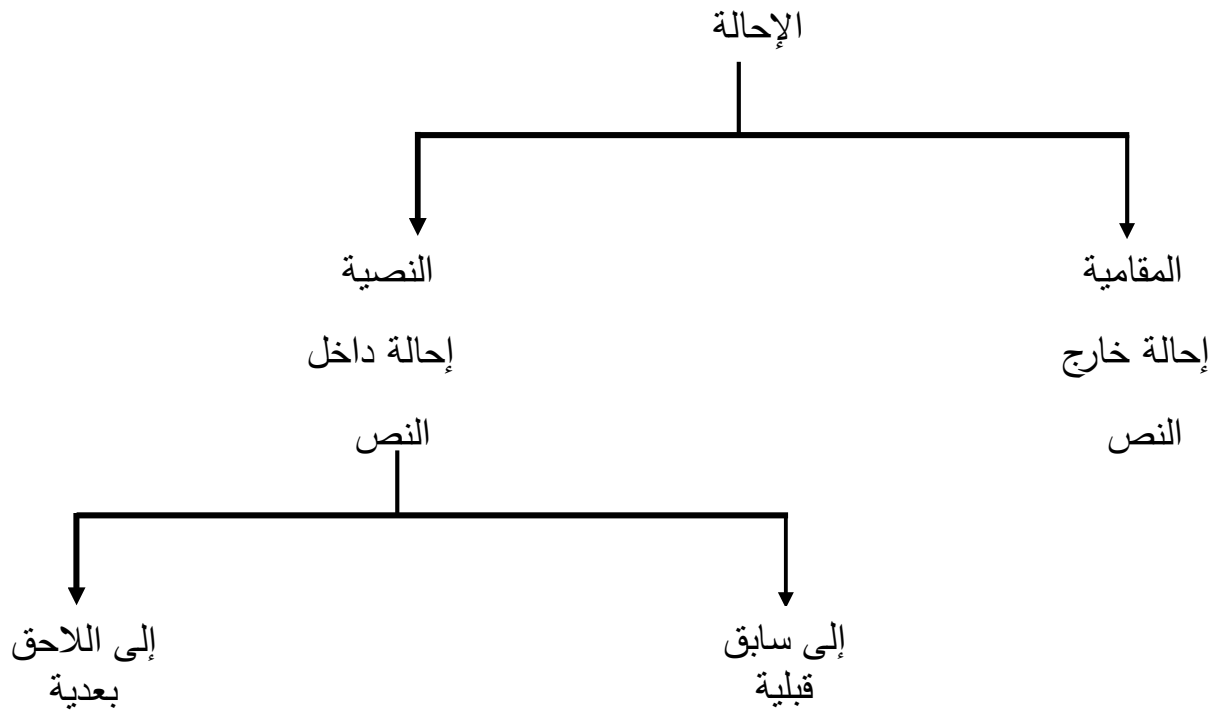 الإحالة
المقامية
النصية
إحالة خارج
إحالة داخل
النص
النص
إلى سابق
إلى اللاحق
قبلية
بعدية